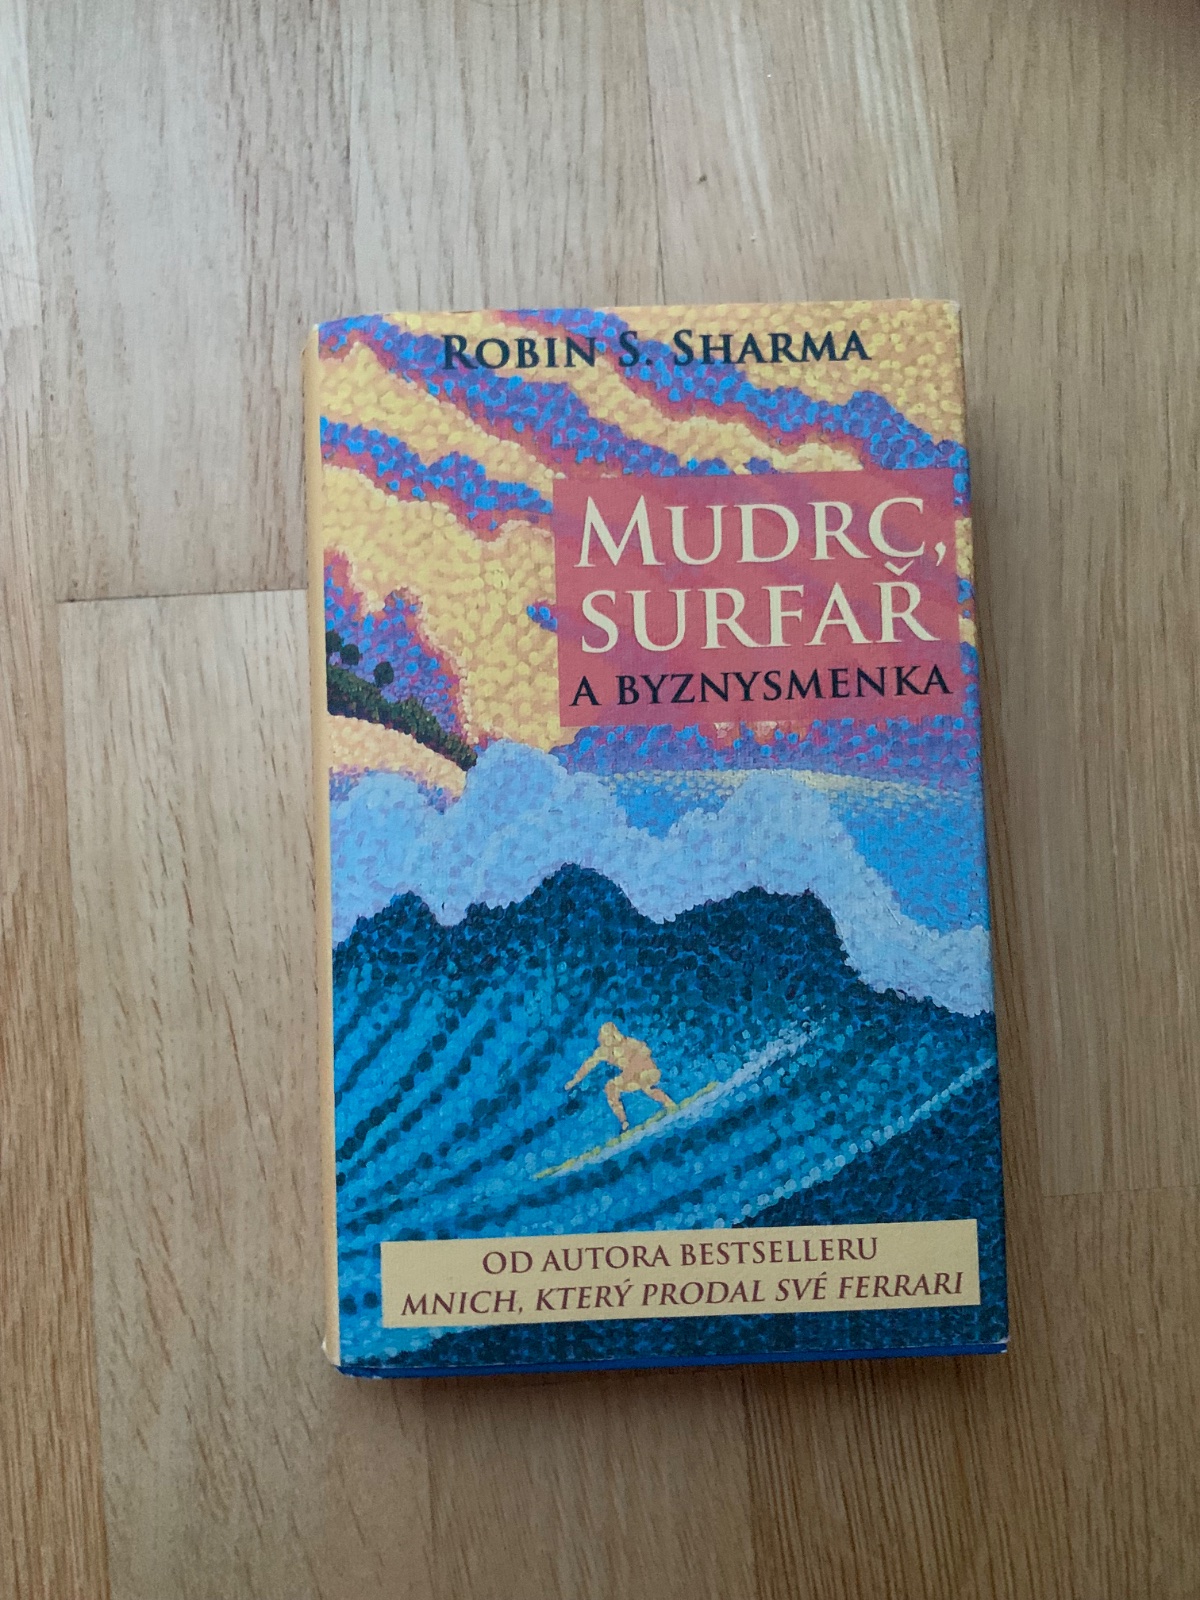 ROBIN S. SHARMA
MUDRC,
SURFAŘ
A BYZNYSMENKA
OD AUTORA BESTSELLERU
MNICH, KTERÝ PRODAL SVÉ FERRARI